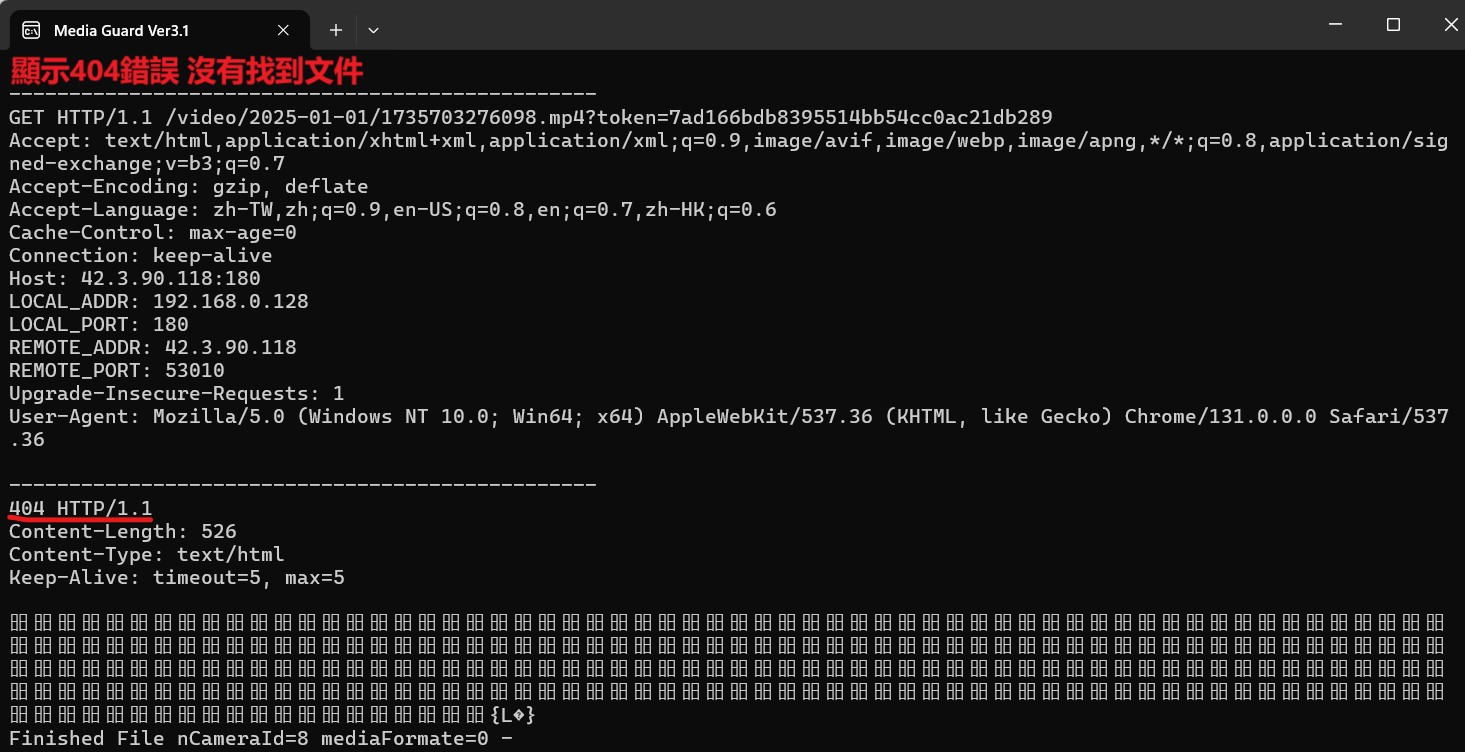 Media Guard Ver3.1
顯示404錯誤 沒有找到文件
-------------------------------------------------
GET HTTP/1.1 /video/2025-01-01/1735703276098.mp4?token=7ad166bdb8395514bb54cc0ac21db289
Accept: text/html,application/xhtml+xml,application/xml;q=0.9,image/avif,image/webp,image/apng,*/*;q=0.8,application/sig
ned-exchange;v=b3;q=0.7
Accept-Encoding: gzip, deflate
Accept-Language: zh-TW,zh;q=0.9,en-US;q=0.8,en;q=0.7,zh-HK;q=0.6
Cache-Control: max-age=0
Connection: keep-alive
Host: 42.3.90.118:180
LOCAL_ADDR: 192.168.0.128
LOCAL_PORT: 180
REMOTE_ADDR: 42.3.90.118
REMOTE_PORT: 53010
Upgrade-Insecure-Requests: 1
User-Agent: Mozilla/5.0 (Windows NT 10.0; Win64; x64) AppleWebKit/537.36 (KHTML, like Gecko) Chrome/131.0.0.0 Safari/537
.36
-------------------------------------------------
404 HTTP/1.1
Content-Length: 526
Content-Type: text/html
Keep-Alive: timeout=5, max=5
{L�}
Finished File nCameraId=8 mediaFormate=0 -